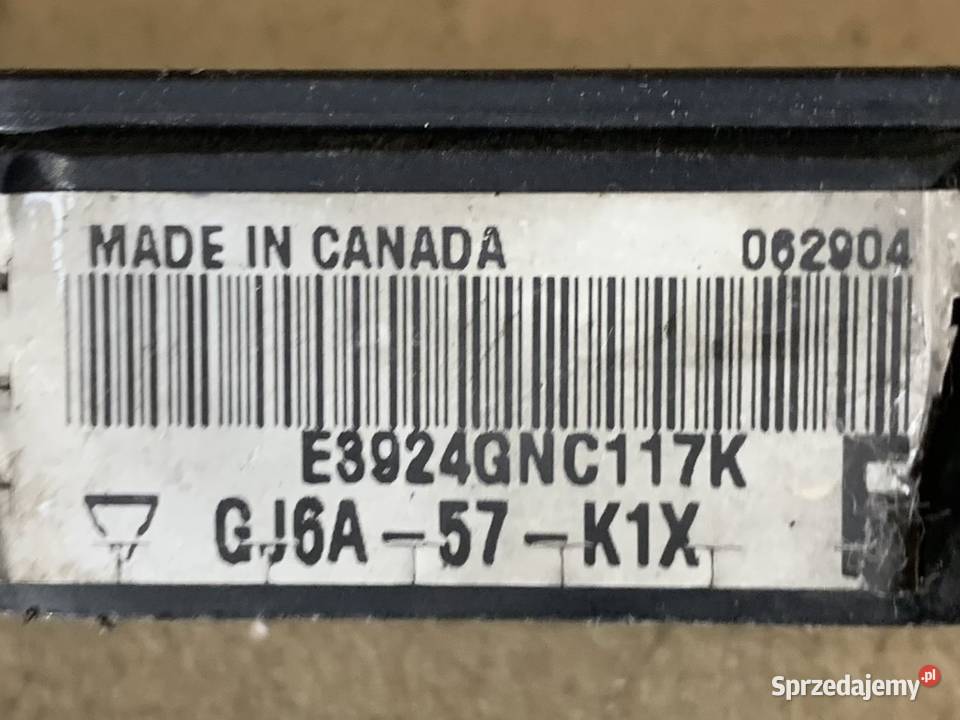 MADE IN CANADA 062904
E3924GNC117K
GJ6A-57-K1X
Sprzedajemy.pl